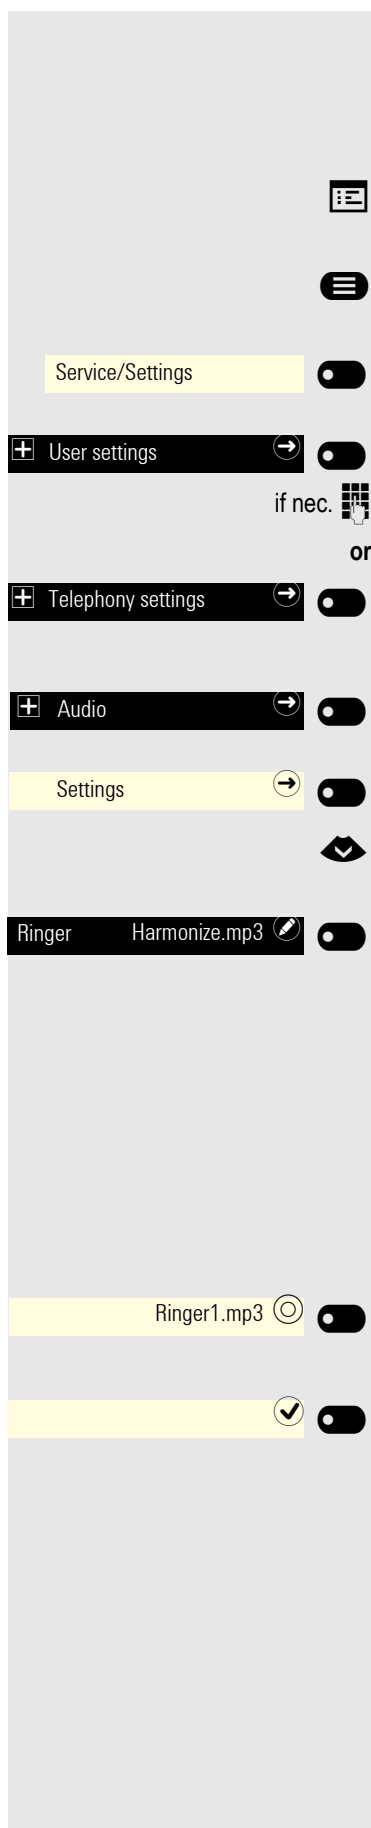 Service/Settings
User settings
if nec.
or
Telephony settings
Audio
Settings
Ringer Harmonize.mp3
Ringer1.mp3